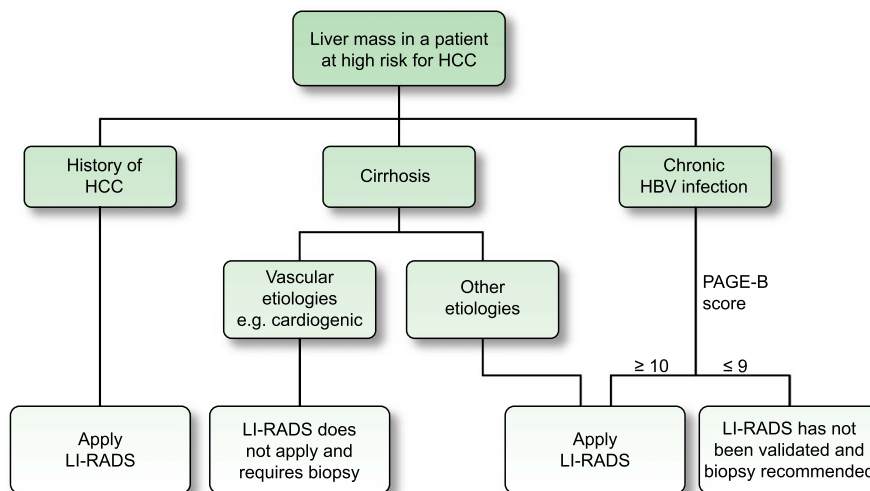 Liver mass in a patient
at high risk for HCC
History of
HCC
Cirrhosis
Chronic
HBV infection
Vascular
etiologies
e.g. cardiogenic
Other
etiologies
PAGE-B
score
≥ 10
≤ 9
Apply
LI-RADS
LI-RADS does
not apply and
requires biopsy
Apply
LI-RADS
LI-RADS has not
been validated and
biopsy recommended